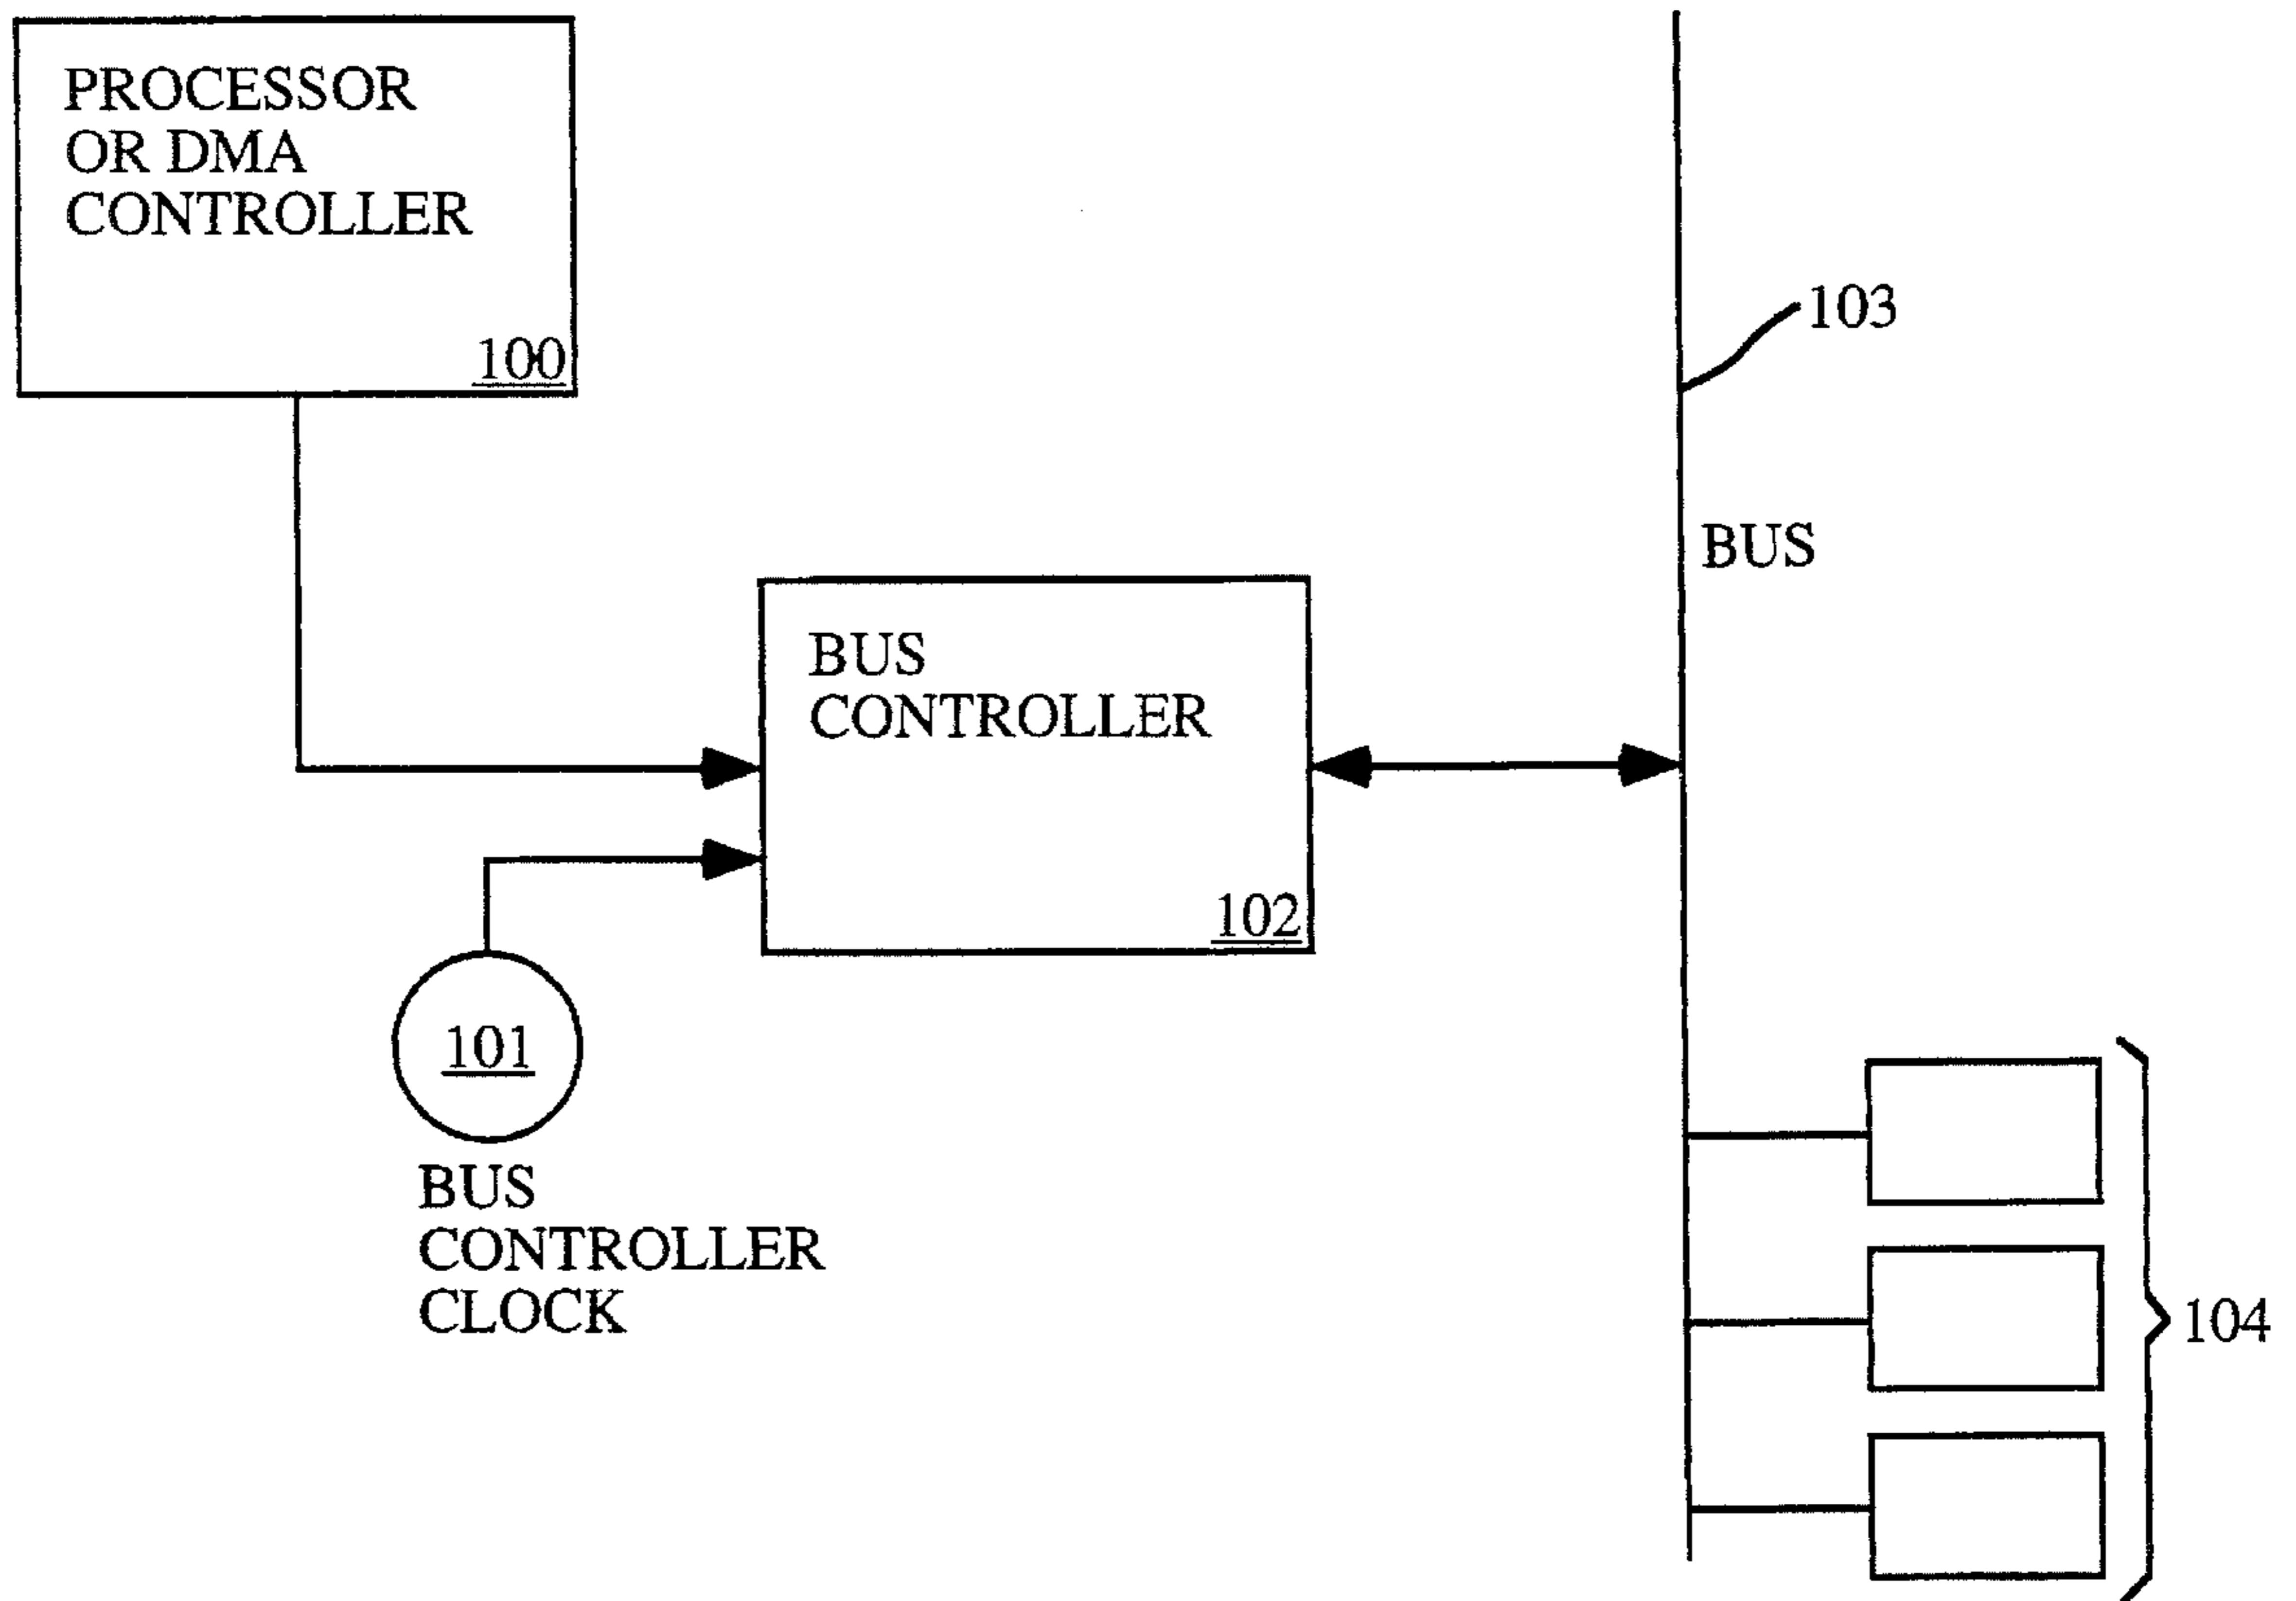 PROCESSOR
OR DMA
CONTROLLER
100
103
BUS
BUS
CONTROLLER
102
101
BUS
CONTROLLER
CLOCK
104